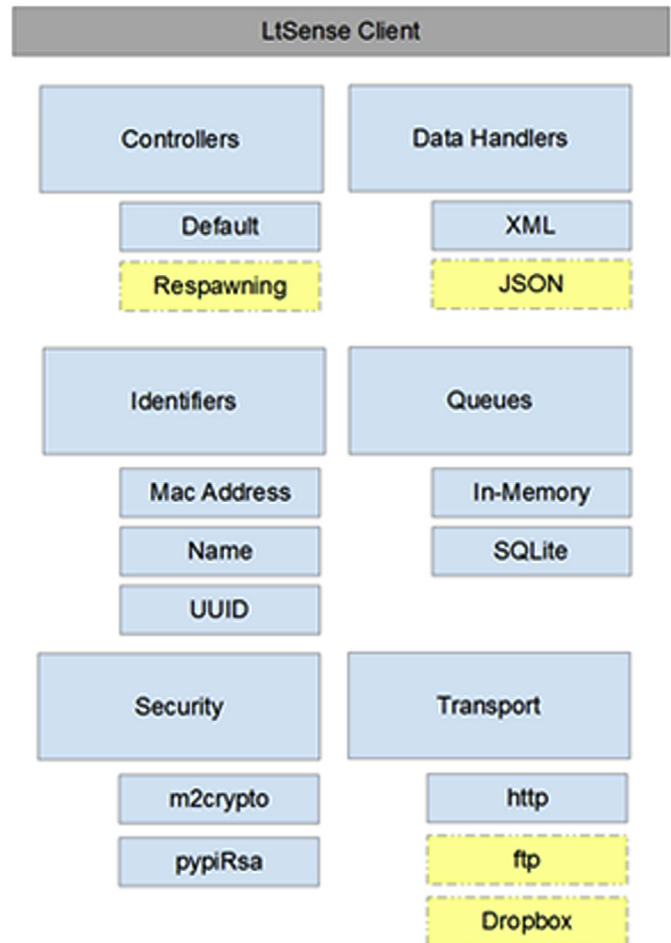 LtSense Client
Controllers
Default
Respawning
Data Handlers
XML
JSON
Identifiers
Mac Address
Name
UUID
Queues
In-Memory
SQLite
Security
m2crypto
pypiRsa
Transport
http
ftp
Dropbox